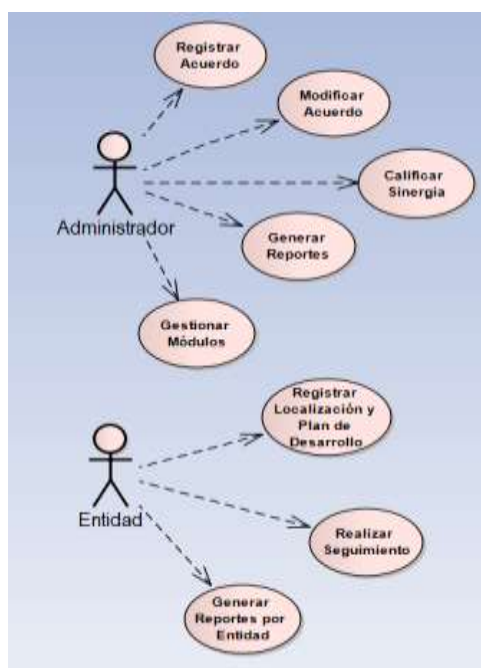 Registrar
Acuerdo
Modificar
Acuerdo
Calificar
Sinergia
Administrador
Generar
Reportes
Gestionar
Módulos
Registrar
Localización y
Plan de
Desarrollo
Entidad
Realizar
Seguimiento
Generar
Reportes por
Entidad